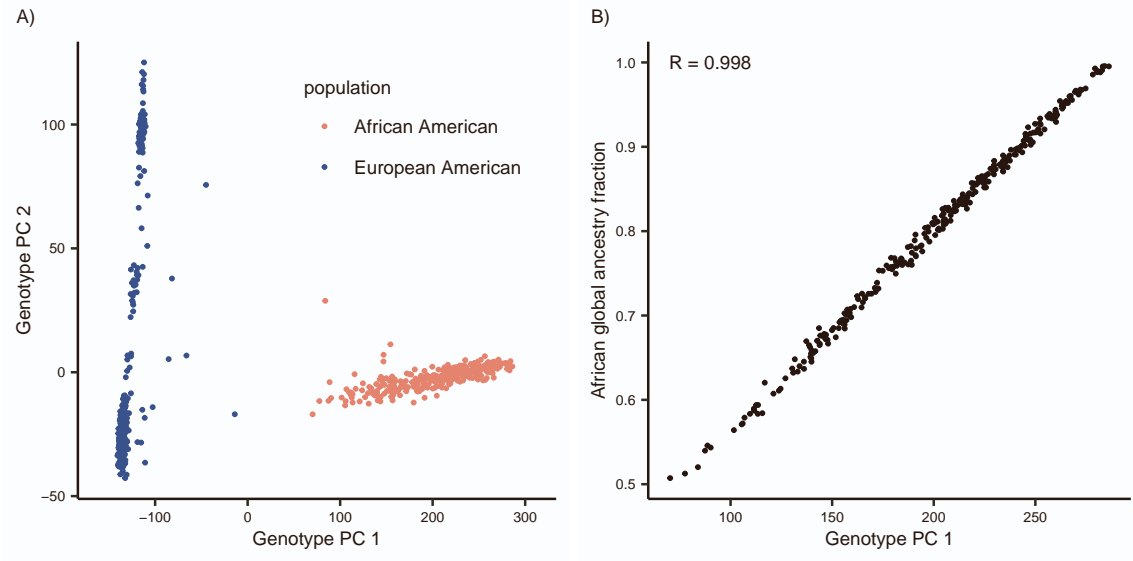 A)
population
African American
European American
Genotype PC 2
100
50
0
−50
−100
0
100
200
300
Genotype PC 1
B)
R = 0.998
African global ancestry fraction
1.0
0.9
0.8
0.7
0.6
0.5
100
150
200
250
Genotype PC 1